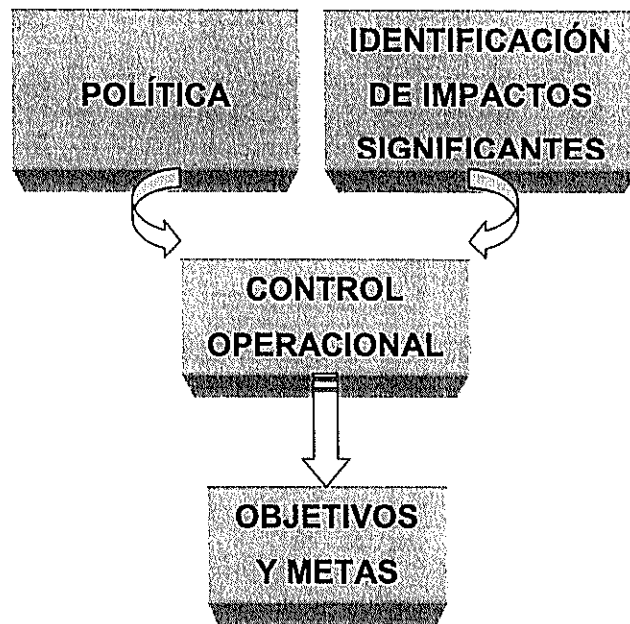 POLÍTICA
IDENTIFICACIÓN
DE IMPACTOS
SIGNIFICANTES
CONTROL
OPERACIONAL
OBJETIVOS
Y METAS